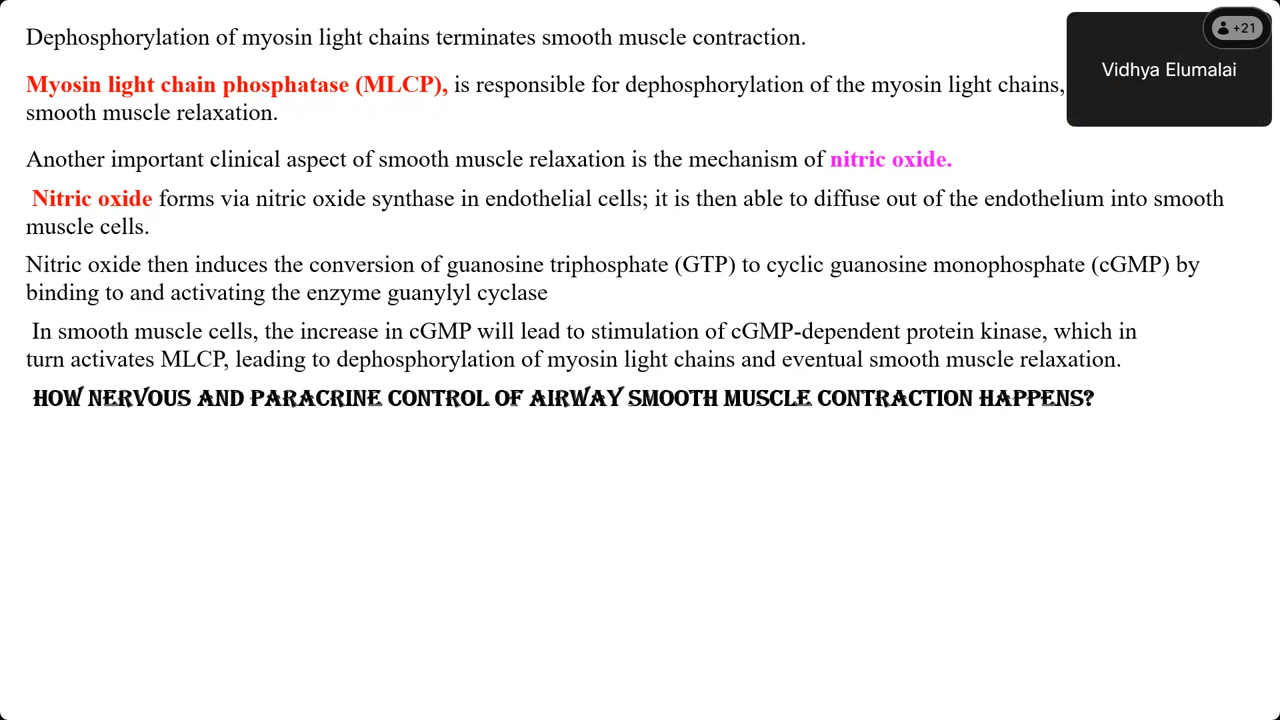 Dephosphorylation of myosin light chains terminates smooth muscle contraction.
+21
Vidhya Elumalai
Myosin light chain phosphatase (MLCP), is responsible for dephosphorylation of the myosin light chains,
smooth muscle relaxation.
Another important clinical aspect of smooth muscle relaxation is the mechanism of nitric oxide.
Nitric oxide forms via nitric oxide synthase in endothelial cells; it is then able to diffuse out of the endothelium into smooth
muscle cells.
Nitric oxide then induces the conversion of guanosine triphosphate (GTP) to cyclic guanosine monophosphate (cGMP) by
binding to and activating the enzyme guanylyl cyclase
In smooth muscle cells, the increase in cGMP will lead to stimulation of cGMP-dependent protein kinase, which in
turn activates MLCP, leading to dephosphorylation of myosin light chains and eventual smooth muscle relaxation.
HOW NERVOUS AND PARACRINE CONTROL OF AIRWAY SMOOTH MUSCLE CONTRACTION HAPPENS?